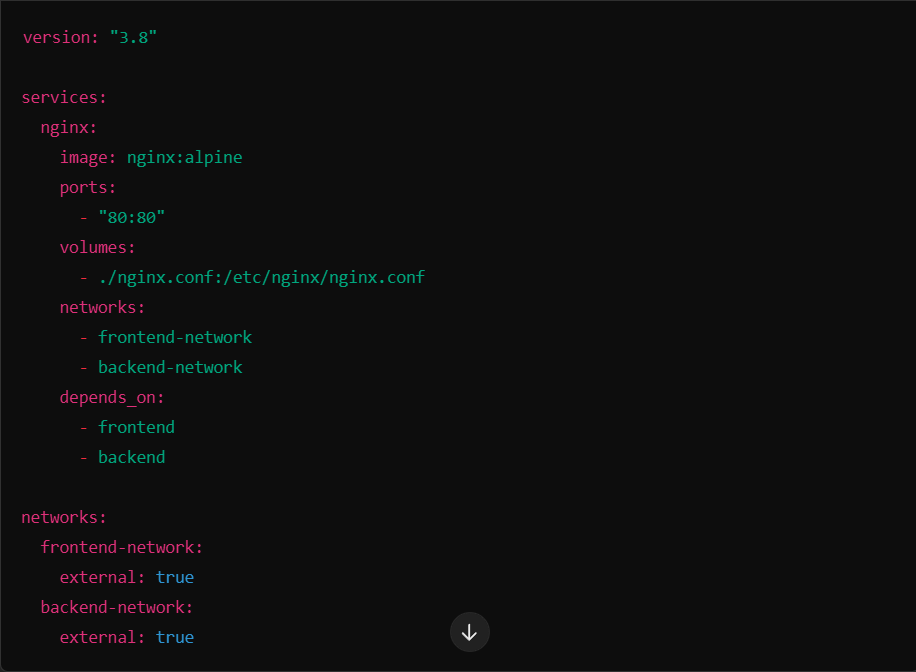 version: "3.8"

services:
  nginx:
    image: nginx:alpine
    ports:
      - "80:80"
    volumes:
      - ./nginx.conf:/etc/nginx/nginx.conf
    networks:
      - frontend-network
      - backend-network
    depends_on:
      - frontend
      - backend

networks:
  frontend-network:
    external: true
  backend-network:
    external: true